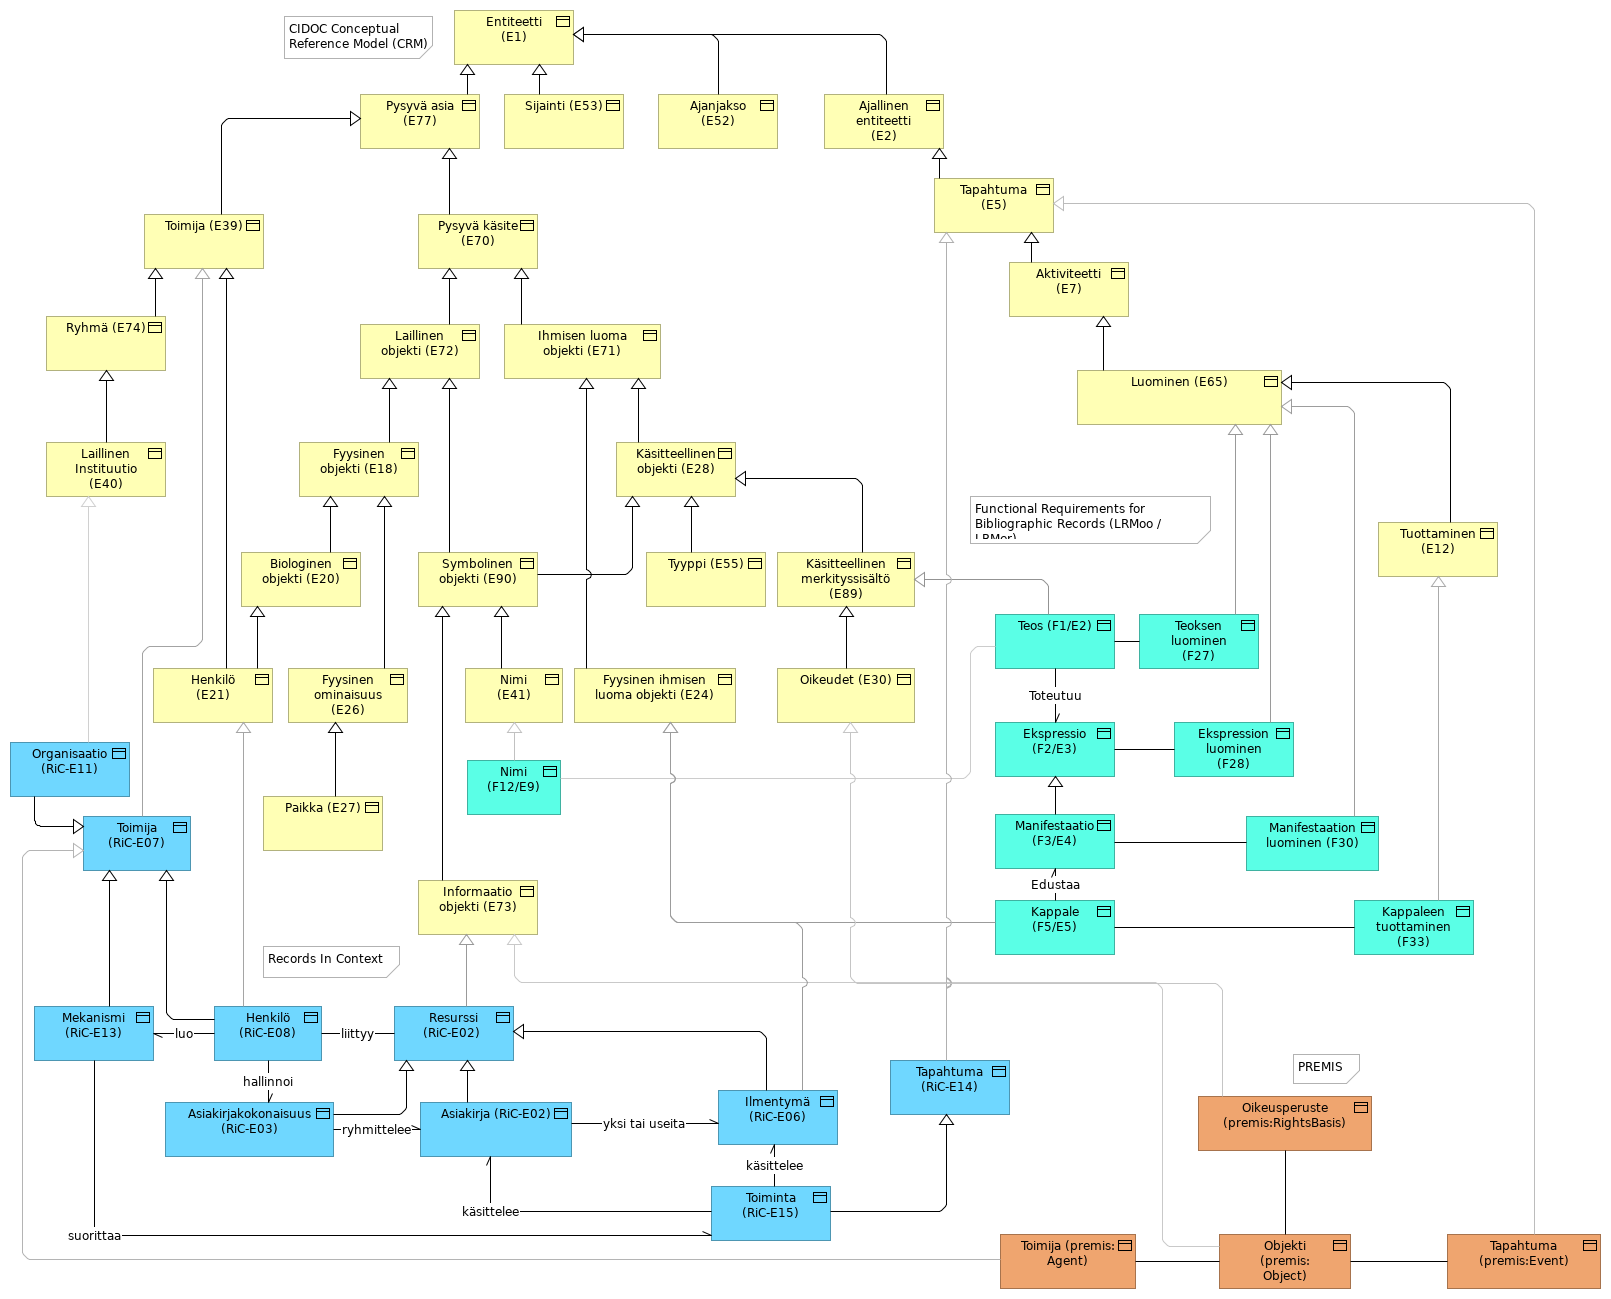 CIDOC Conceptual
Reference Model (CRM)
Entiteetti
(E1)
Pysyvä asia
(E77)
Sijainti (E53)
Ajanjakso
(E52)
Ajallinen
entiteetti
(E2)
Tapahtuma
(E5)
Toimija (E39)
Pysyvä käsite
(E70)
Aktiviteetti
(E7)
Ryhmä (E74)
Laillinen
objekti (E72)
Ihmisen luoma
objekti (E71)
Luominen (E65)
Laillinen
Instituutio
(E40)
Fyysinen
objekti (E18)
Käsitteellinen
objekti (E28)
Functional Requirements for
Bibliographic Records (LRMoo /
LRMer)
Tuottaminen
(E12)
Biologinen
objekti (E20)
Symbolinen
objekti (E90)
Tyyppi (E55)
Käsitteellinen
merkityssisältö
(E89)
Teos (F1/E2)
Teoksen
luominen
(F27)
Henkilö
(E21)
Fyysinen
ominaisuus
(E26)
Nimi
(E41)
Fyysinen ihmisen
luoma objekti (E24)
Oikeudet (E30)
Toteutuu
Ekspressio
(F2/E3)
Ekspression
luominen
(F28)
Organisaatio
(RiC-E11)
Nimi
(F12/E9)
Paikka (E27)
Toimija
(RiC-E07)
Manifestaatio
(F3/E4)
Manifestaation
luominen (F30)
Edustaa
Informaatio
objekti (E73)
Kappale
(F5/E5)
Kappaleen
tuottaminen
(F33)
Records In Context
Mekanismi
(RiC-E13)
luo
Henkilö
(RiC-E08)
liittyy
Resurssi
(RiC-E02)
hallinnoi
Tapahtuma
(RiC-E14)
PREMIS
Asiakirjakokonaisuus
(RiC-E03)
ryhmittelee
Asiakirja (RiC-E02)
yksi tai useita
Ilmentymä
(RiC-E06)
Oikeusperuste
(premis:RightsBasis)
käsittelee
käsittelee
Toiminta
(RiC-E15)
suorittaa
Toimija (premis:
Agent)
Objekti
(premis:
Object)
Tapahtuma
(premis:Event)